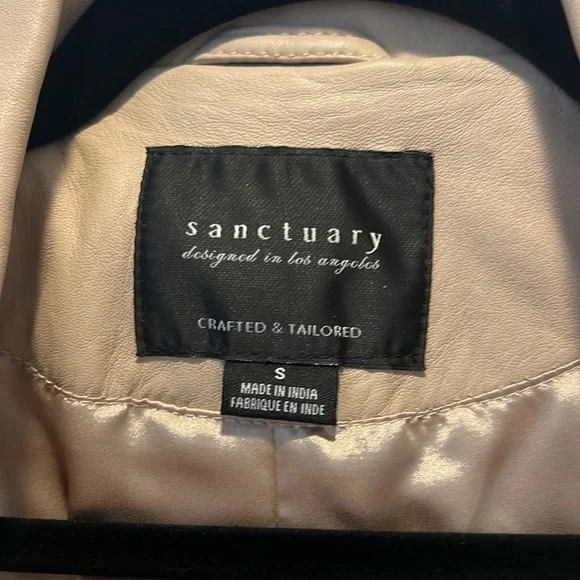 sanctuary
designed in los angeles
CRAFTED & TAILORED
S
MADE IN INDIA
FABRIQUE EN INDE